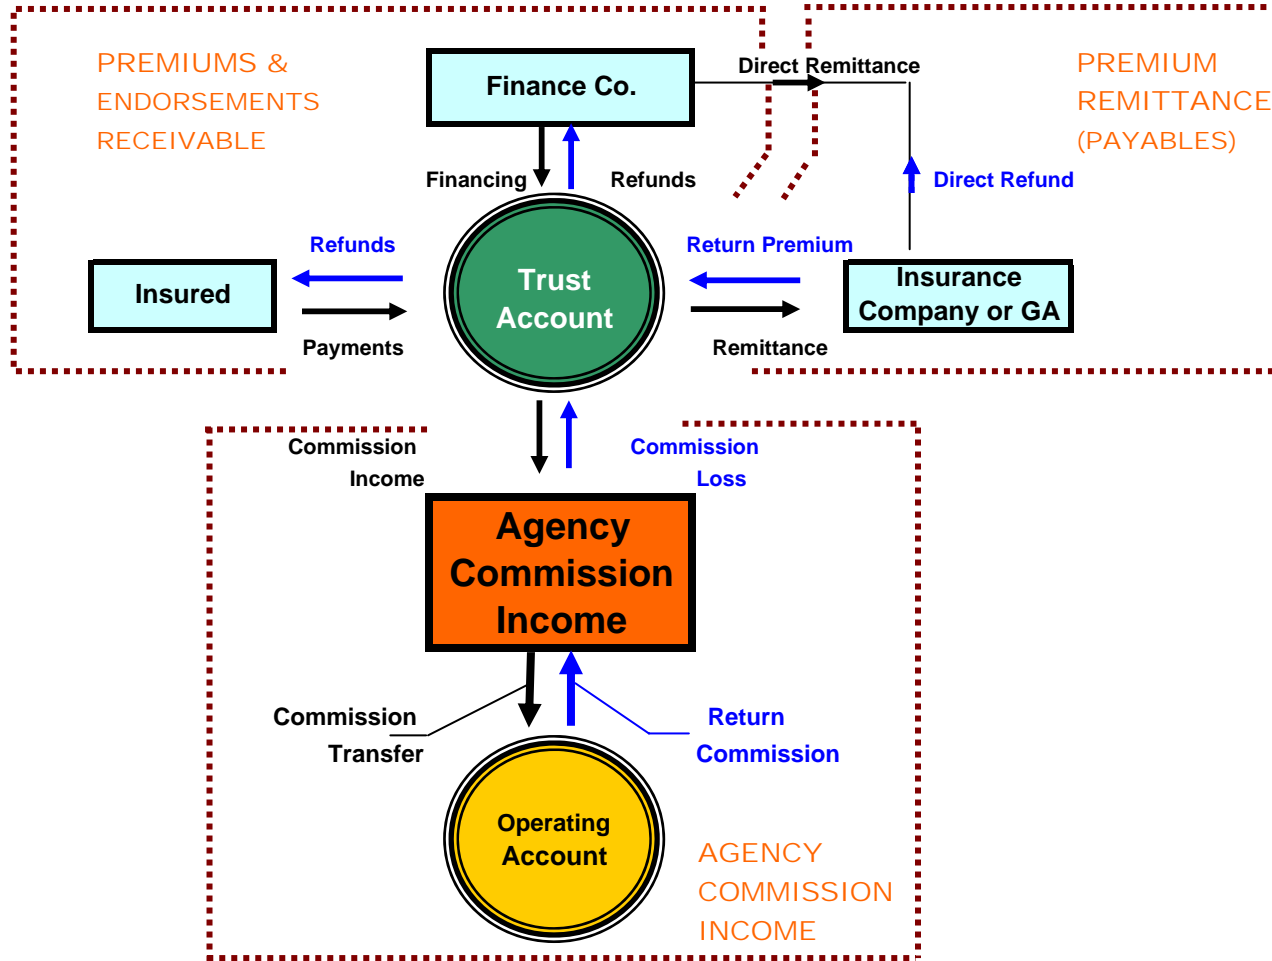 PREMIUMS &
ENDORSEMENTS
RECEIVABLE
Finance Co.
Direct Remittance
PREMIUM
REMITTANCE
(PAYABLES)
Financing
Refunds
Direct Refund
Refunds
Return Premium
Insured
Trust
Account
Insurance
Company or GA
Payments
Remittance
Commission
Income
Commission
Loss
Agency
Commission
Income
Commission
Transfer
Return
Commission
Operating
Account
AGENCY
COMMISSION
INCOME